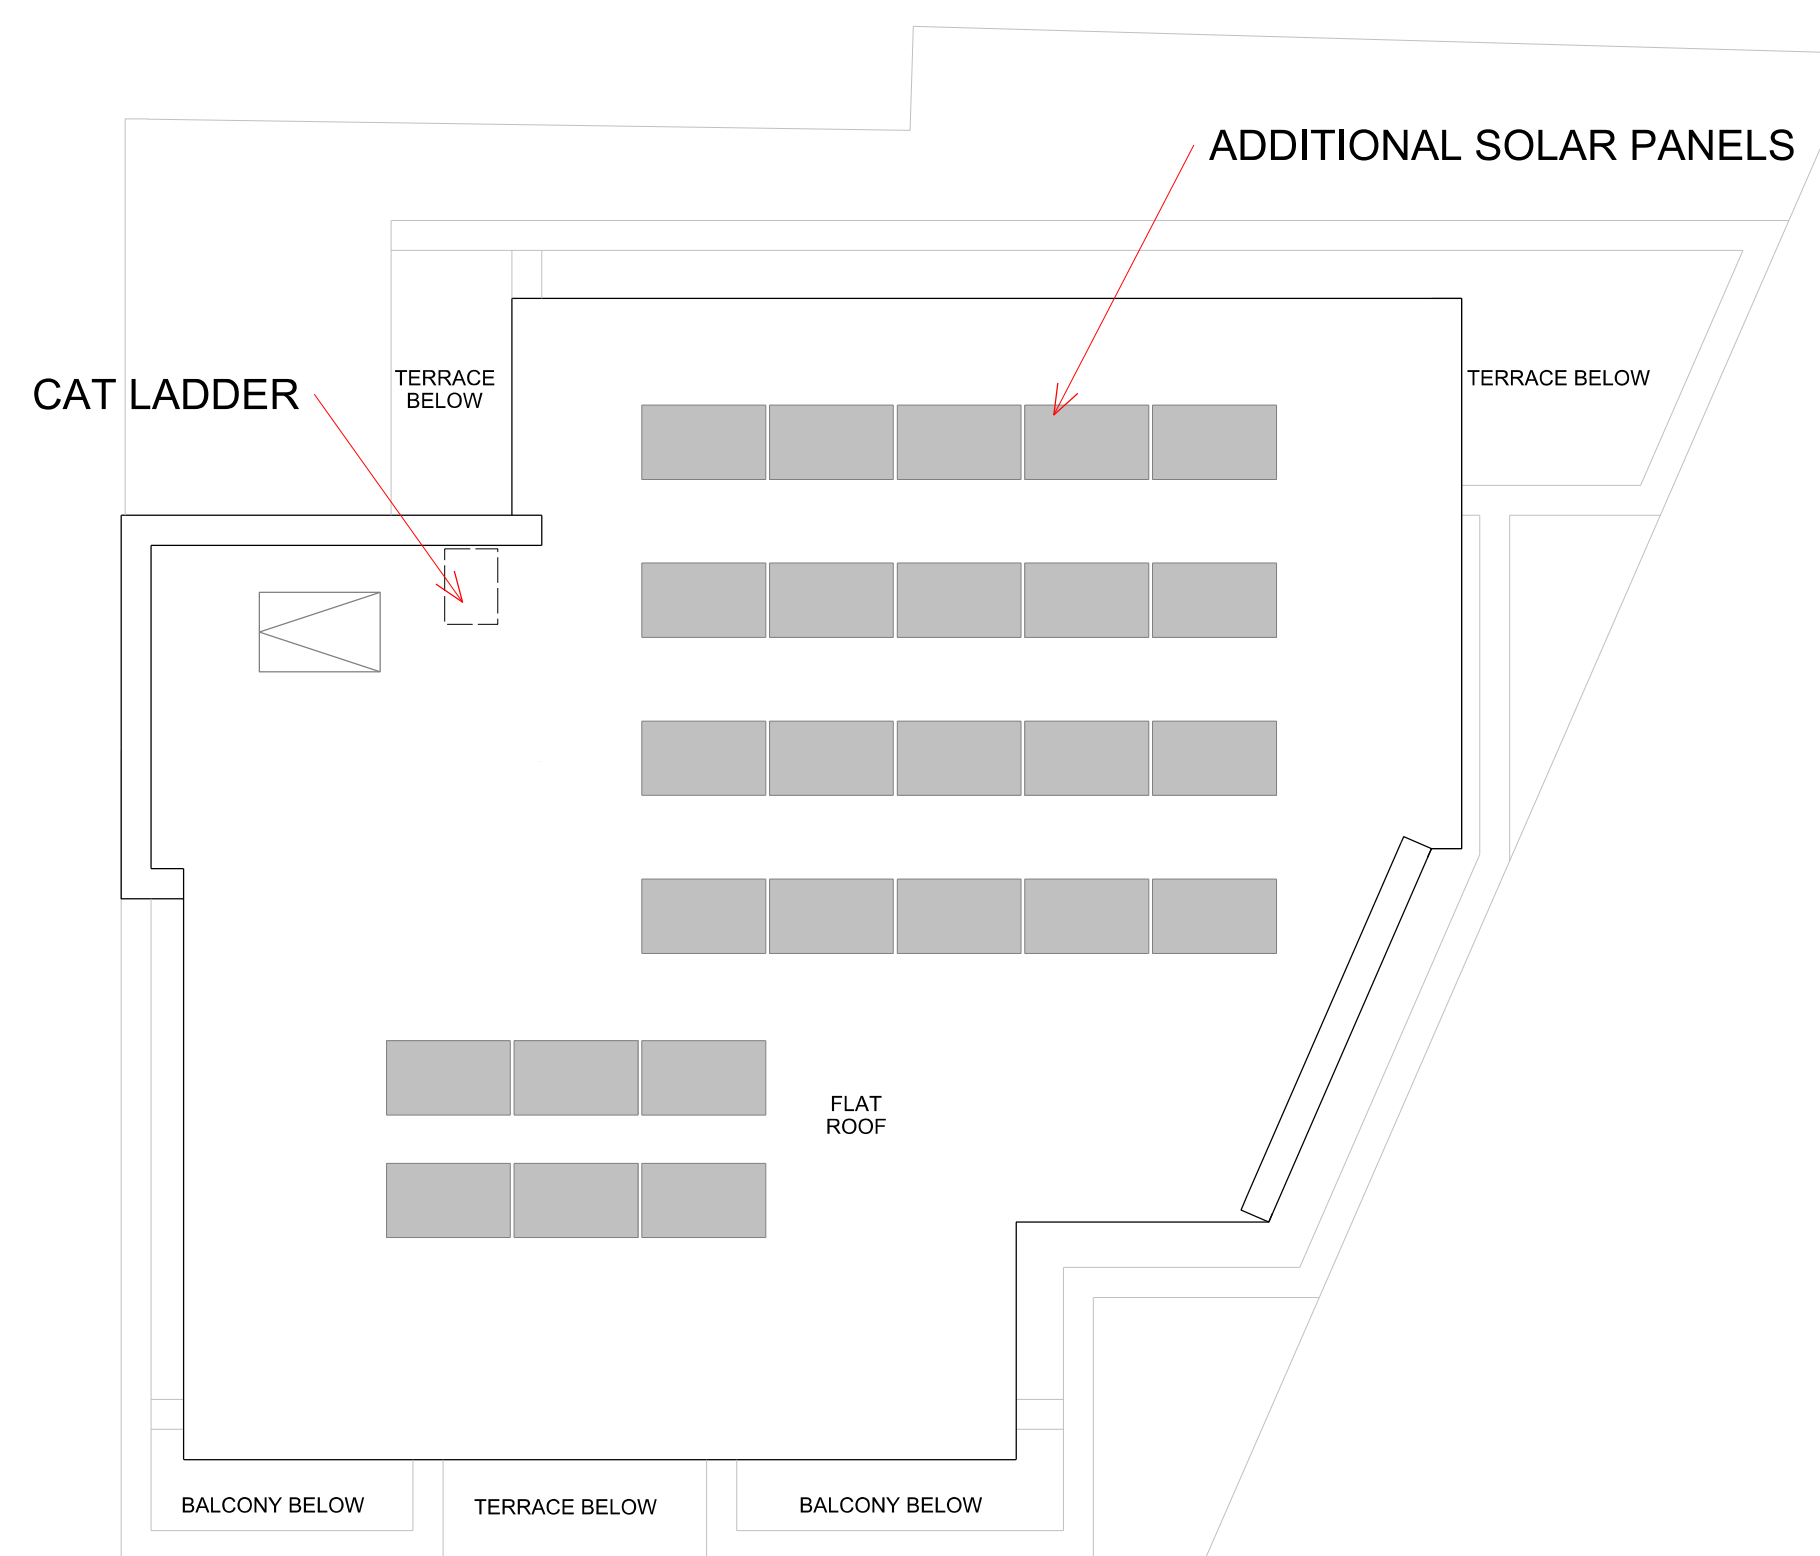 ADDITIONAL SOLAR PANELS
CAT LADDER
TERRACE
BELOW
TERRACE BELOW
FLAT
ROOF
BALCONY BELOW
TERRACE BELOW
BALCONY BELOW